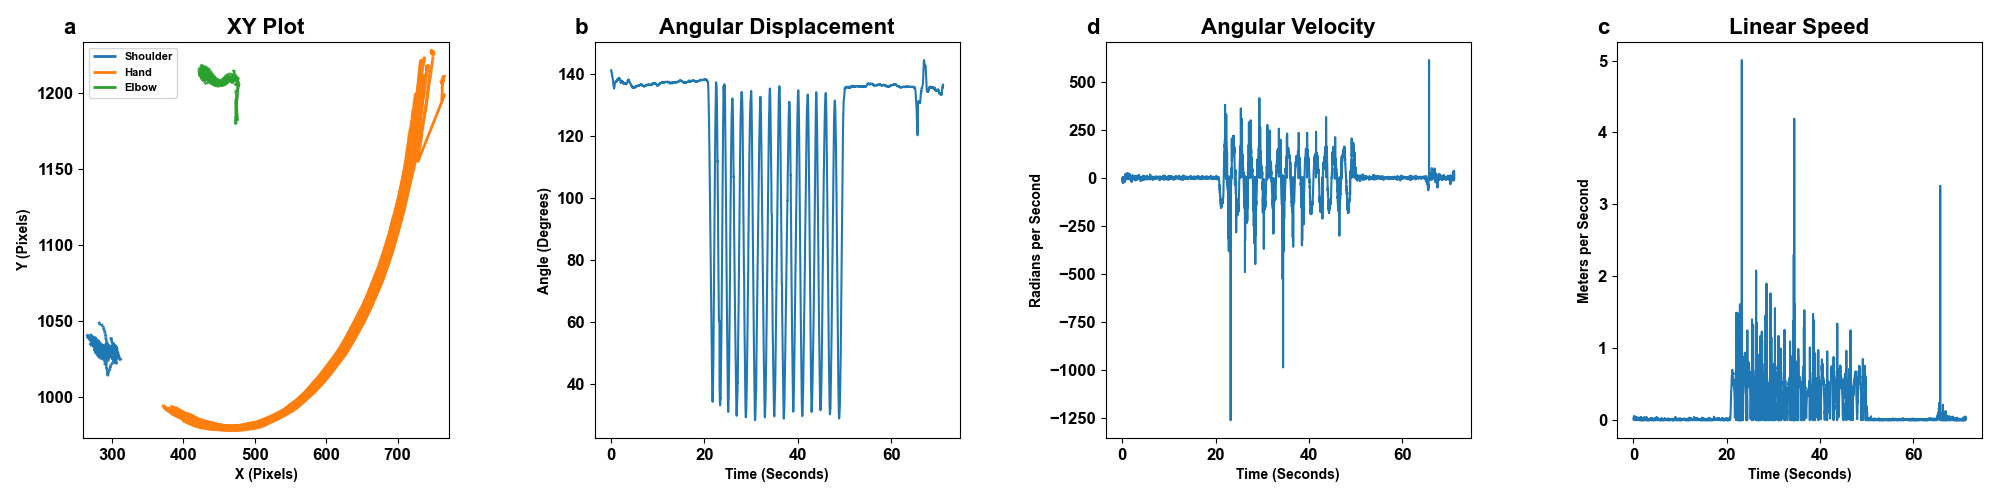 a XY Plot
Shoulder
Hand
Elbow
1200
1150
1100
1050
1000
Y (Pixels)
300 400 500 600 700
X (Pixels)
b Angular Displacement
140
120
100
80
60
40
Angle (Degrees)
0 20 40 60
Time (Seconds)
d Angular Velocity
500
250
0
−250
−500
−750
−1000
−1250
Radians per Second
0 20 40 60
Time (Seconds)
c Linear Speed
5
4
3
2
1
0
Meters per Second
0 20 40 60
Time (Seconds)